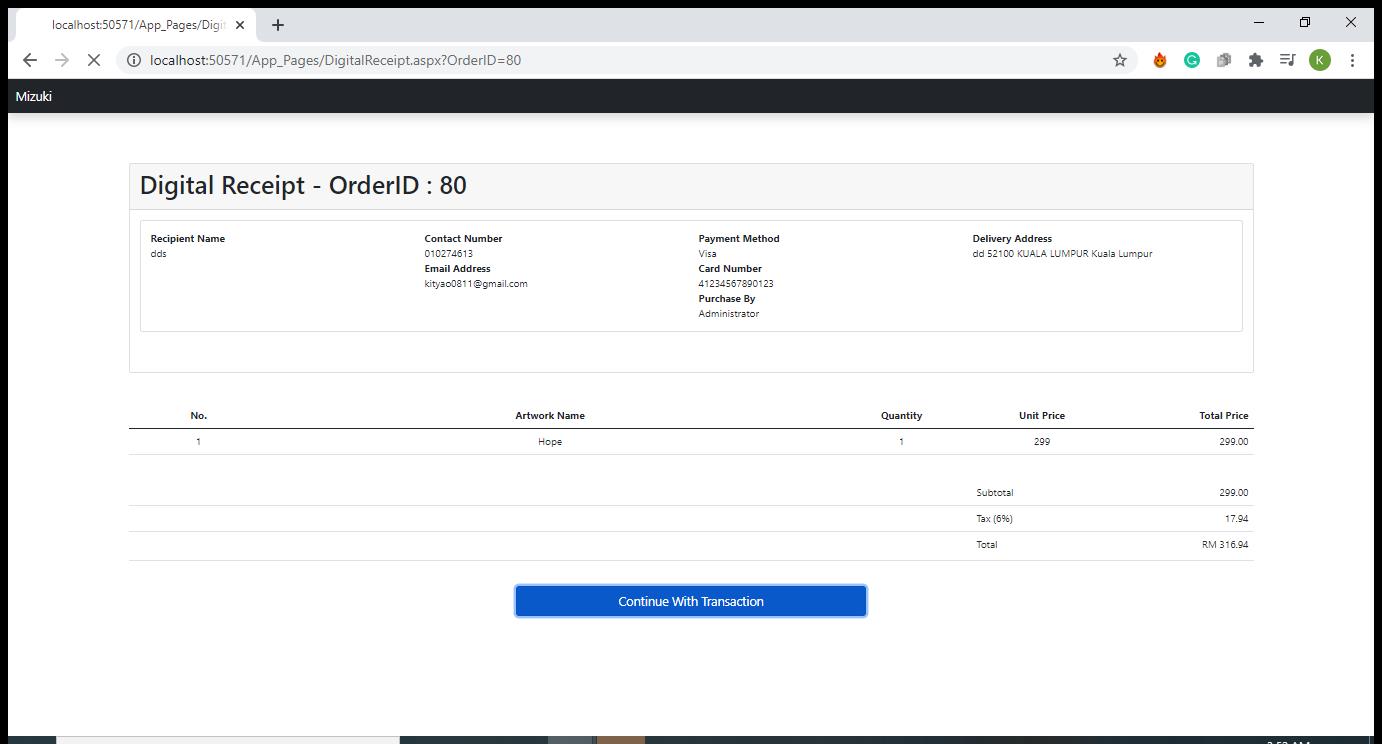 localhost:50571/App_Pages/Digi
localhost:50571/App_Pages/DigitalReceipt.aspx?OrderID=80
K
Mizuki
Digital Receipt - OrderID : 80
Recipient Name
dds
Contact Number
010274613
Email Address
kityao0811@gmail.com
Payment Method
Visa
Card Number
41234567890123
Purchase By
Administrator
Delivery Address
dd 52100 KUALA LUMPUR Kuala Lumpur
No. Artwork Name Quantity Unit Price Total Price
1 Hope 1 299 299.00
Subtotal 299.00
Tax (6%) 17.94
Total RM 316.94
Continue With Transaction